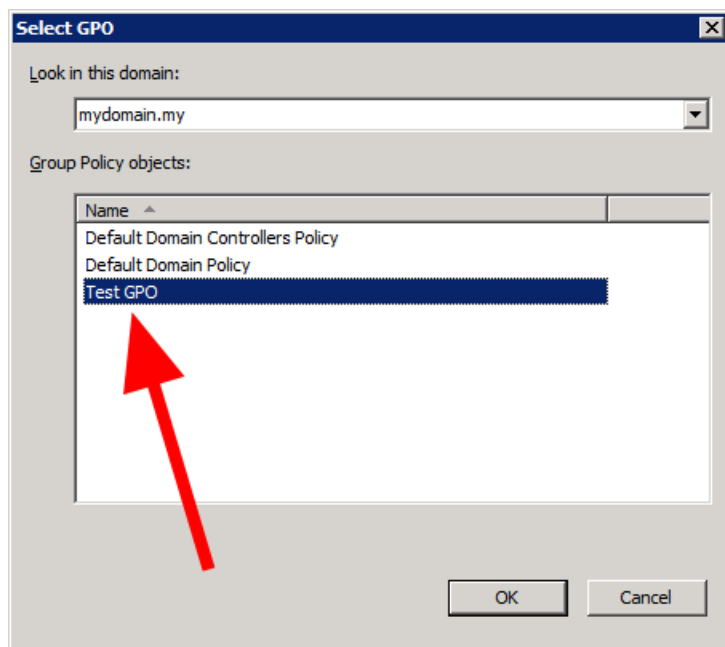 Select GPO
Look in this domain:
mydomain.my
Group Policy objects:
Name
Default Domain Controllers Policy
Default Domain Policy
Test GPO
OK Cancel